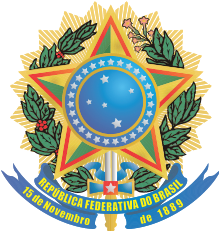 REPÚBLICA FEDERATIVA DO BRASIL
15 de Novembro de 1889